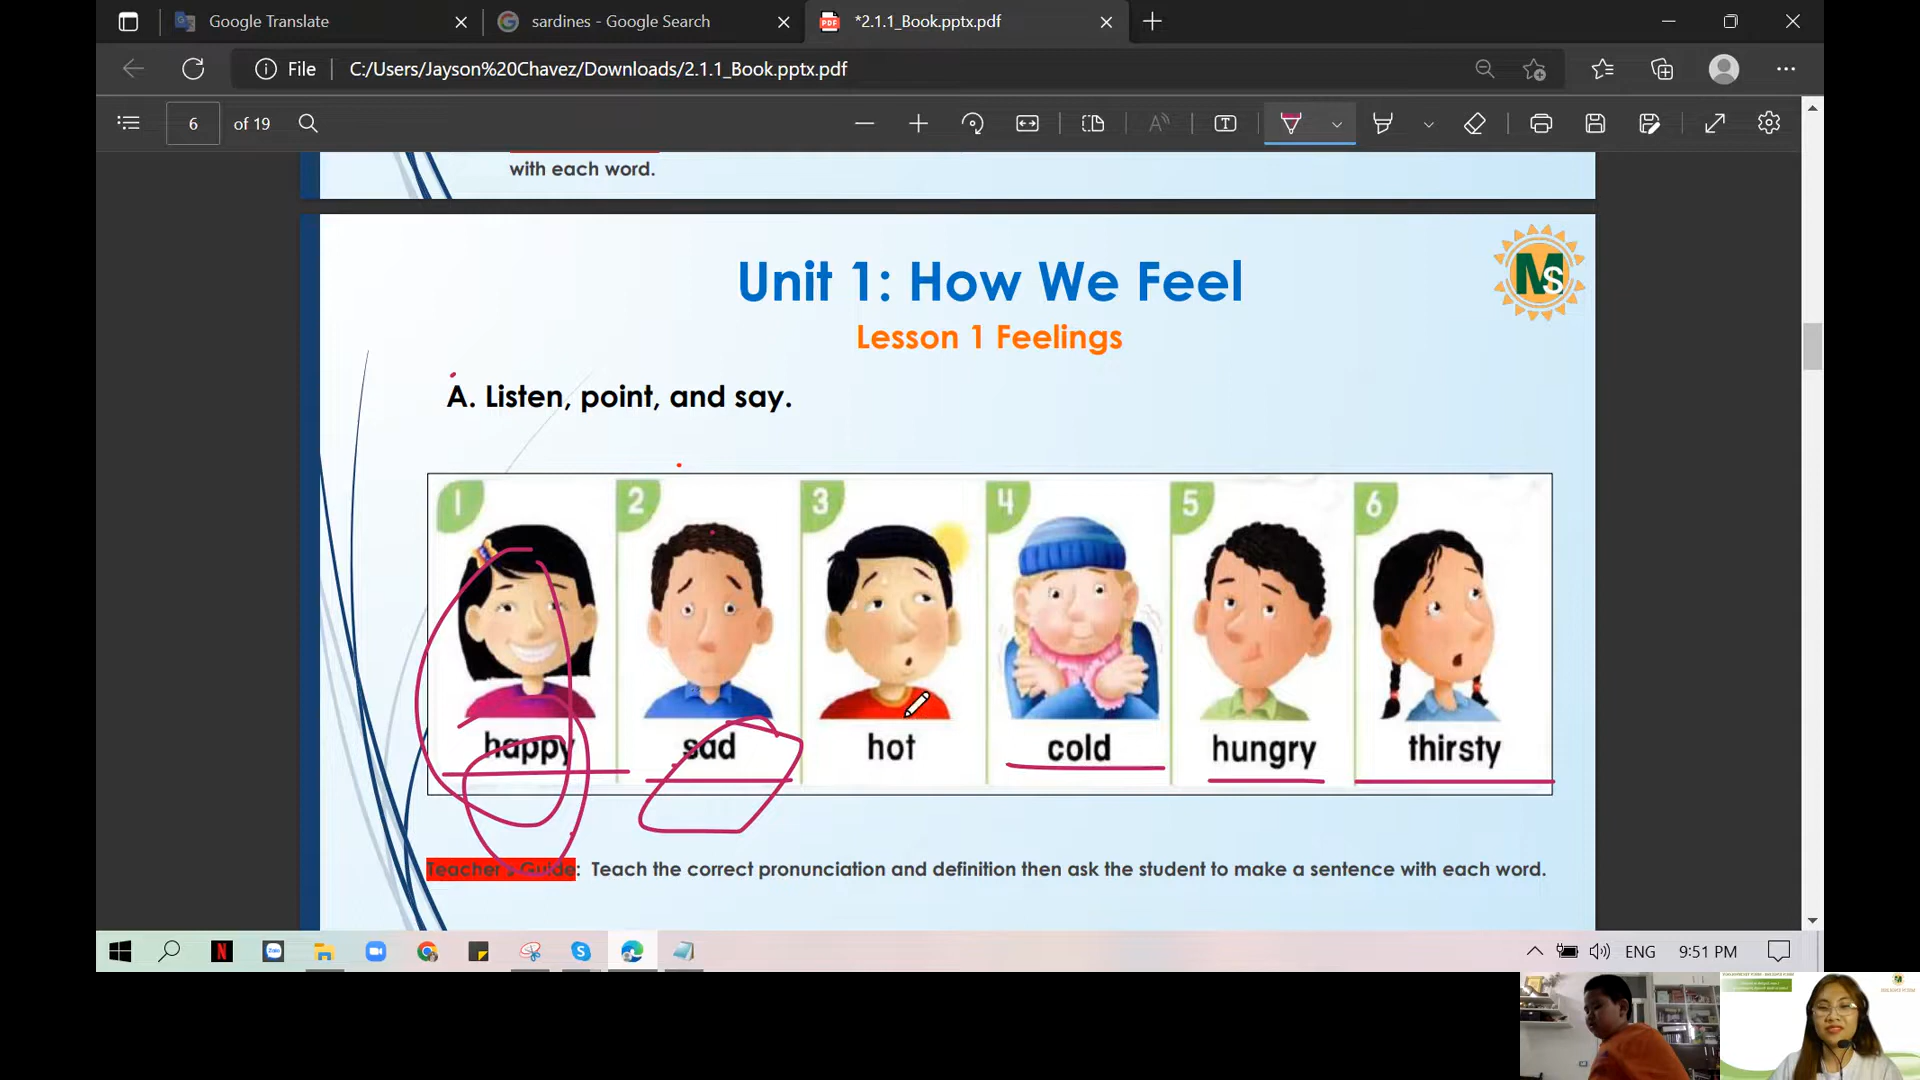 Google Translate
sardines - Google Search
*2.1.1_Book.pptx.pdf
File
C:/Users/Jayson%20Chavez/Downloads/2.1.1_Book.pptx.pdf
6 of 19
with each word.
Unit 1: How We Feel
MS
Lesson 1 Feelings
A. Listen, point, and say.
1 2 3 4 5 6
happy sad hot cold hungry thirsty
Teacher's Guide: Teach the correct pronunciation and definition then ask the student to make a sentence with each word.
ENG
9:51 PM